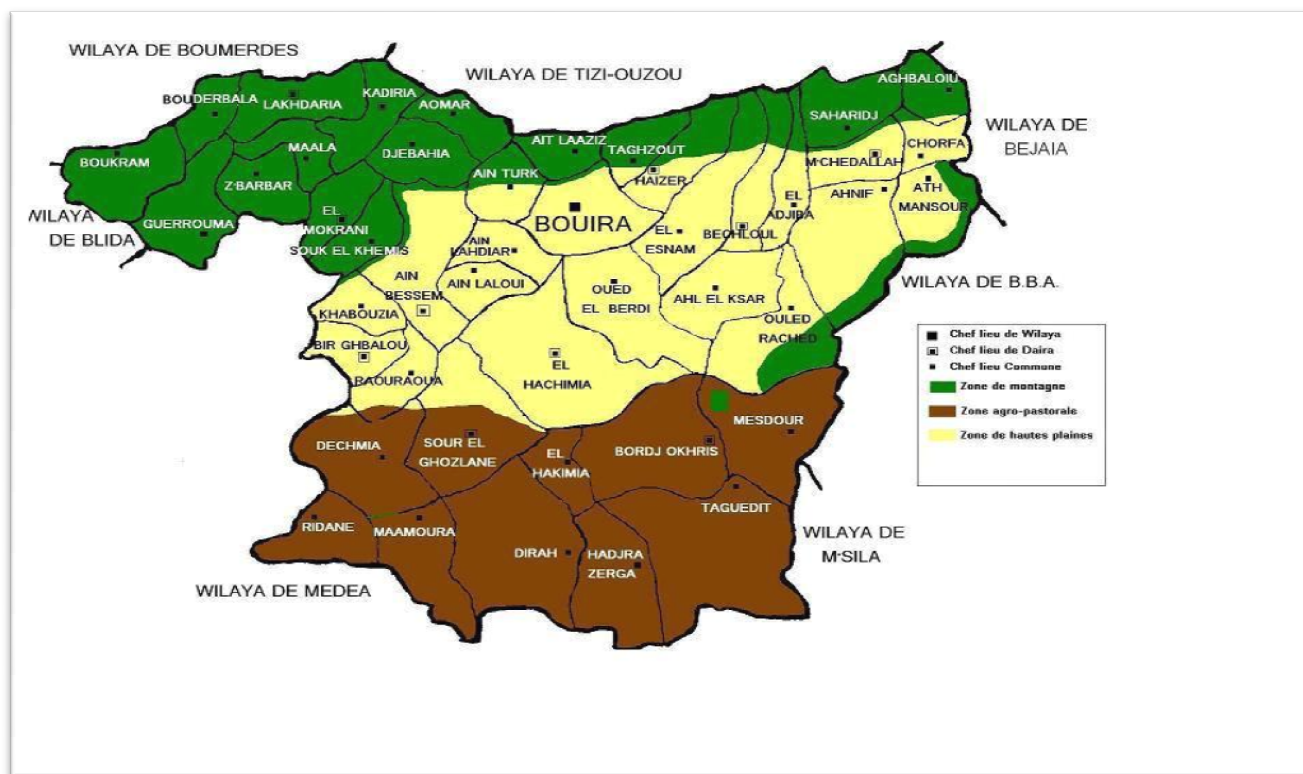 WILAYA DE BOUMERDES
WILAYA DE TIZI-OUZOU
AGHBALOIU
BOUDERBALA
LAKHDARIA
KADIRIA
AOMAR
SAHARIDJ
WILAYA DE
BEJAIA
BOUKRAM
MAALA
DJEBAHIA
AIT LAAZIZ
TAGHZOUT
M'CHEDALLAH
CHORFA
Z'BARBAR
AIN TURK
HAIZER
AHNIF
ATH
MANSOUR
WILAYA
DE BLIDA
GUERROUMA
EL
MOKRANI
SOUK EL KHEMIS
BOUIRA
EL
ESNAM
BECHLOUL
EL
ADJIBA
AIN
LAHDIAR
AIN LALOUI
AIN
BESSEM
OUED
EL BERDI
AHL EL KSAR
WILAYA DE B.B.A.
KHABOUZIA
BIR GHBALOU
RAOURAOUA
EL
HACHIMIA
OULED
RACHED
Chef lieu de Wilaya
Chef lieu de Daira
Chef lieu Commune
Zone de montagne
Zone agro-pastorale
Zone de hautes plaines
DECHMIA
SOUR EL
GHOZLANE
EL
HAKIMIA
BORDJ OKHRIS
MESDOUR
TAGUEDIT
RIDANE
MAAMOURA
DIRAH
HADJRA
ZERGA
WILAYA DE
M'SILA
WILAYA DE MEDEA